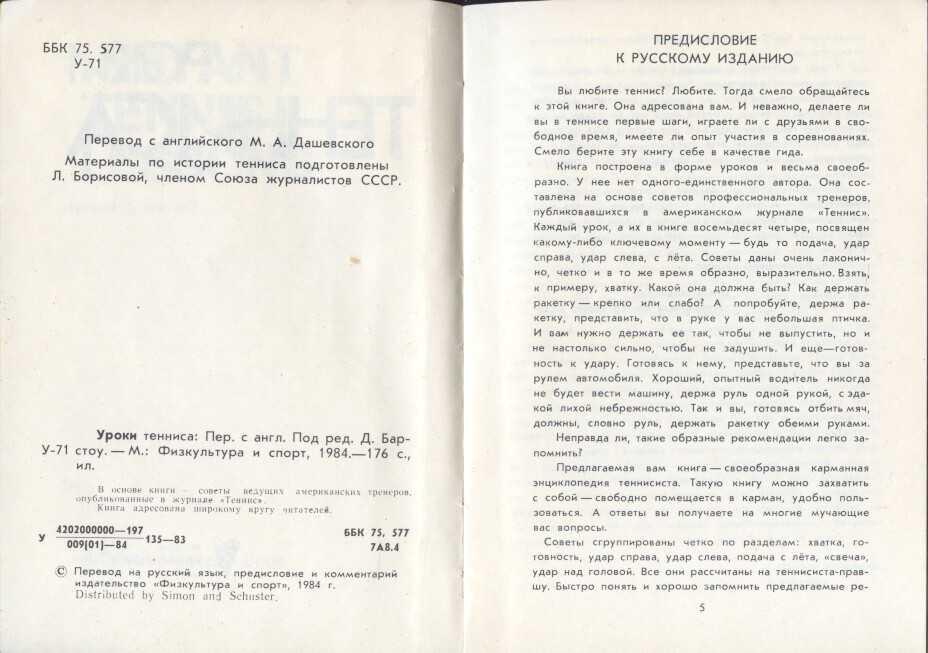 ББК 75. 577
У-71
Перевод с английского М. А. Дашевского
Материалы по истории тенниса подготовлены
Л. Борисовой, членом Союза журналистов СССР.
Уроки тенниса: Пер. с англ. Под ред. Д. Бар-
У-71 стоу. — М.: Физкультура и спорт, 1984.—176 с.,
ил.
В основе книги – советы ведущих американских тренеров,
опубликованные в журнале «Теннис».
Книга адресована широкому кругу читателей.
У 4202000000—197
009(01)—84 135—83
ББК 75, 577
7А8.4
© Перевод на русский язык, предисловие и комментарий
издательство «Физкультура и спорт», 1984 г.
Distributed by Simon and Schuster.
ПРЕДИСЛОВИЕ
К РУССКОМУ ИЗДАНИЮ
Вы любите теннис? Любите. Тогда смело обращайтесь
к этой книге. Она адресована вам. И неважно, делаете ли
вы в теннисе первые шаги, играете ли с друзьями в сво-
бодное время, имеете ли опыт участия в соревнованиях.
Смело берите эту книгу себе в качестве гида.
Книга построена в форме уроков и весьма своеоб-
разно. У нее нет одного-единственного автора. Она сос-
тавлена на основе советов профессиональных тренеров,
публиковавшихся в американском журнале «Теннис».
Каждый урок, а их в книге восемьдесят четыре, посвящен
какому-либо ключевому моменту — будь то подача, удар
справа, удар слева, с лёта. Советы даны очень лаконич-
но, четко и в то же время образно, выразительно. Взять,
к примеру, хватку. Какой она должна быть? Как держать
ракетку — крепко или слабо? А попробуйте, держа ра-
кетку, представить, что в руке у вас небольшая птичка.
И вам нужно держать ее так, чтобы не выпустить, но и
не настолько сильно, чтобы не задушить. И еще—готов-
ность к удару. Готовясь к нему, представьте, что вы за
рулем автомобиля. Хороший, опытный водитель никогда
не будет вести машину, держа руль одной рукой, с эда-
кой лихой небрежностью. Так и вы, готовясь отбить мяч,
должны, словно руль, держать ракетку обеими руками.
Неправда ли, такие образные рекомендации легко за-
помнить?
Предлагаемая вам книга — своеобразная карманная
энциклопедия теннисиста. Такую книгу можно захватить
с собой — свободно помещается в карман, удобно поль-
зоваться. А ответы вы получаете на многие мучающие
вас вопросы.
Советы сгруппированы четко по разделам: хватка, го-
товность, удар справа, удар слева, подача с лёта, «свеча»,
удар над головой. Все они рассчитаны на теннисиста-прав-
шу. Быстро понять и хорошо запомнить предлагаемые ре-
5